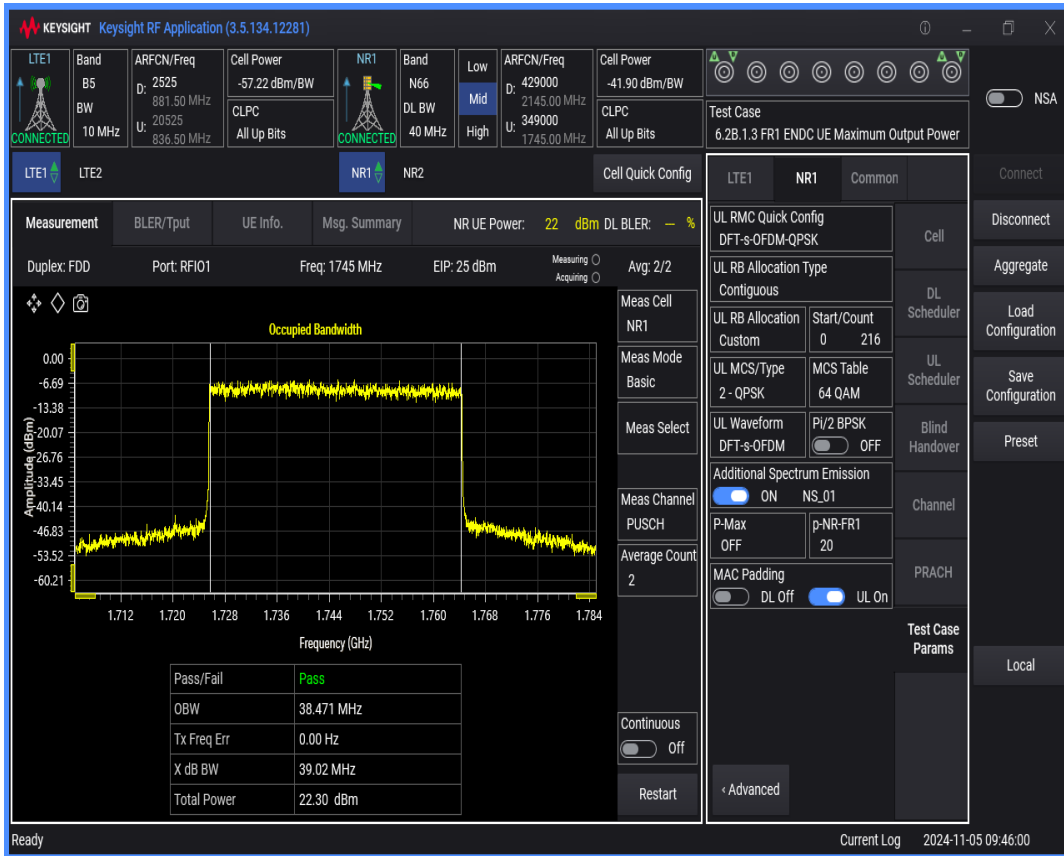 KEYSIGHT Keysight RF Application (3.5.134.12281)
LTE1
CONNECTED
Band
B5
BW
10 MHz
ARFCN/Freq
D: 2525
881.50 MHz
U: 20525
836.50 MHz
Cell Power
-57.22 dBm/BW
CLPC
All Up Bits
NR1
CONNECTED
Band
N66
DL BW
40 MHz
Low
Mid
High
ARFCN/Freq
D: 429000
2145.00 MHz
U: 349000
1745.00 MHz
Cell Power
-41.90 dBm/BW
CLPC
All Up Bits
Test Case
6.2B.1.3 FR1 ENDC UE Maximum Output Power
NSA
LTE1 LTE2 NR1 NR2 Cell Quick Config
Measurement BLER/Tput UE Info. Msg. Summary NR UE Power: 22 dBm DL BLER: — %
Duplex: FDD Port: RFIO1 Freq: 1745 MHz EIP: 25 dBm Measuring Avg: 2/2
Acquiring
Occupied Bandwidth
Amplitude (dBm)
0.00
-6.69
-13.38
-20.07
-26.76
-33.45
-40.14
-46.83
-53.52
-60.21
1.712 1.720 1.728 1.736 1.744 1.752 1.760 1.768 1.776 1.784
Frequency (GHz)
Pass/Fail Pass
OBW 38.471 MHz
Tx Freq Err 0.00 Hz
X dB BW 39.02 MHz
Total Power 22.30 dBm
Meas Cell
NR1
Meas Mode
Basic
Meas Select
Meas Channel
PUSCH
Average Count
2
Continuous
Off
Restart
LTE1 NR1 Common
UL RMC Quick Config
DFT-s-OFDM-QPSK
UL RB Allocation Type
Contiguous
UL RB Allocation Start/Count
Custom 0 216
UL MCS/Type MCS Table
2 - QPSK 64 QAM
UL Waveform Pi/2 BPSK
DFT-s-OFDM OFF
Additional Spectrum Emission
ON NS_01
P-Max p-NR-FR1
OFF 20
MAC Padding
DL Off UL On
‹ Advanced
Cell
DL
Scheduler
UL
Scheduler
Blind
Handover
Channel
PRACH
Test Case
Params
Connect
Disconnect
Aggregate
Load
Configuration
Save
Configuration
Preset
Local
Ready Current Log 2024-11-05 09:46:00